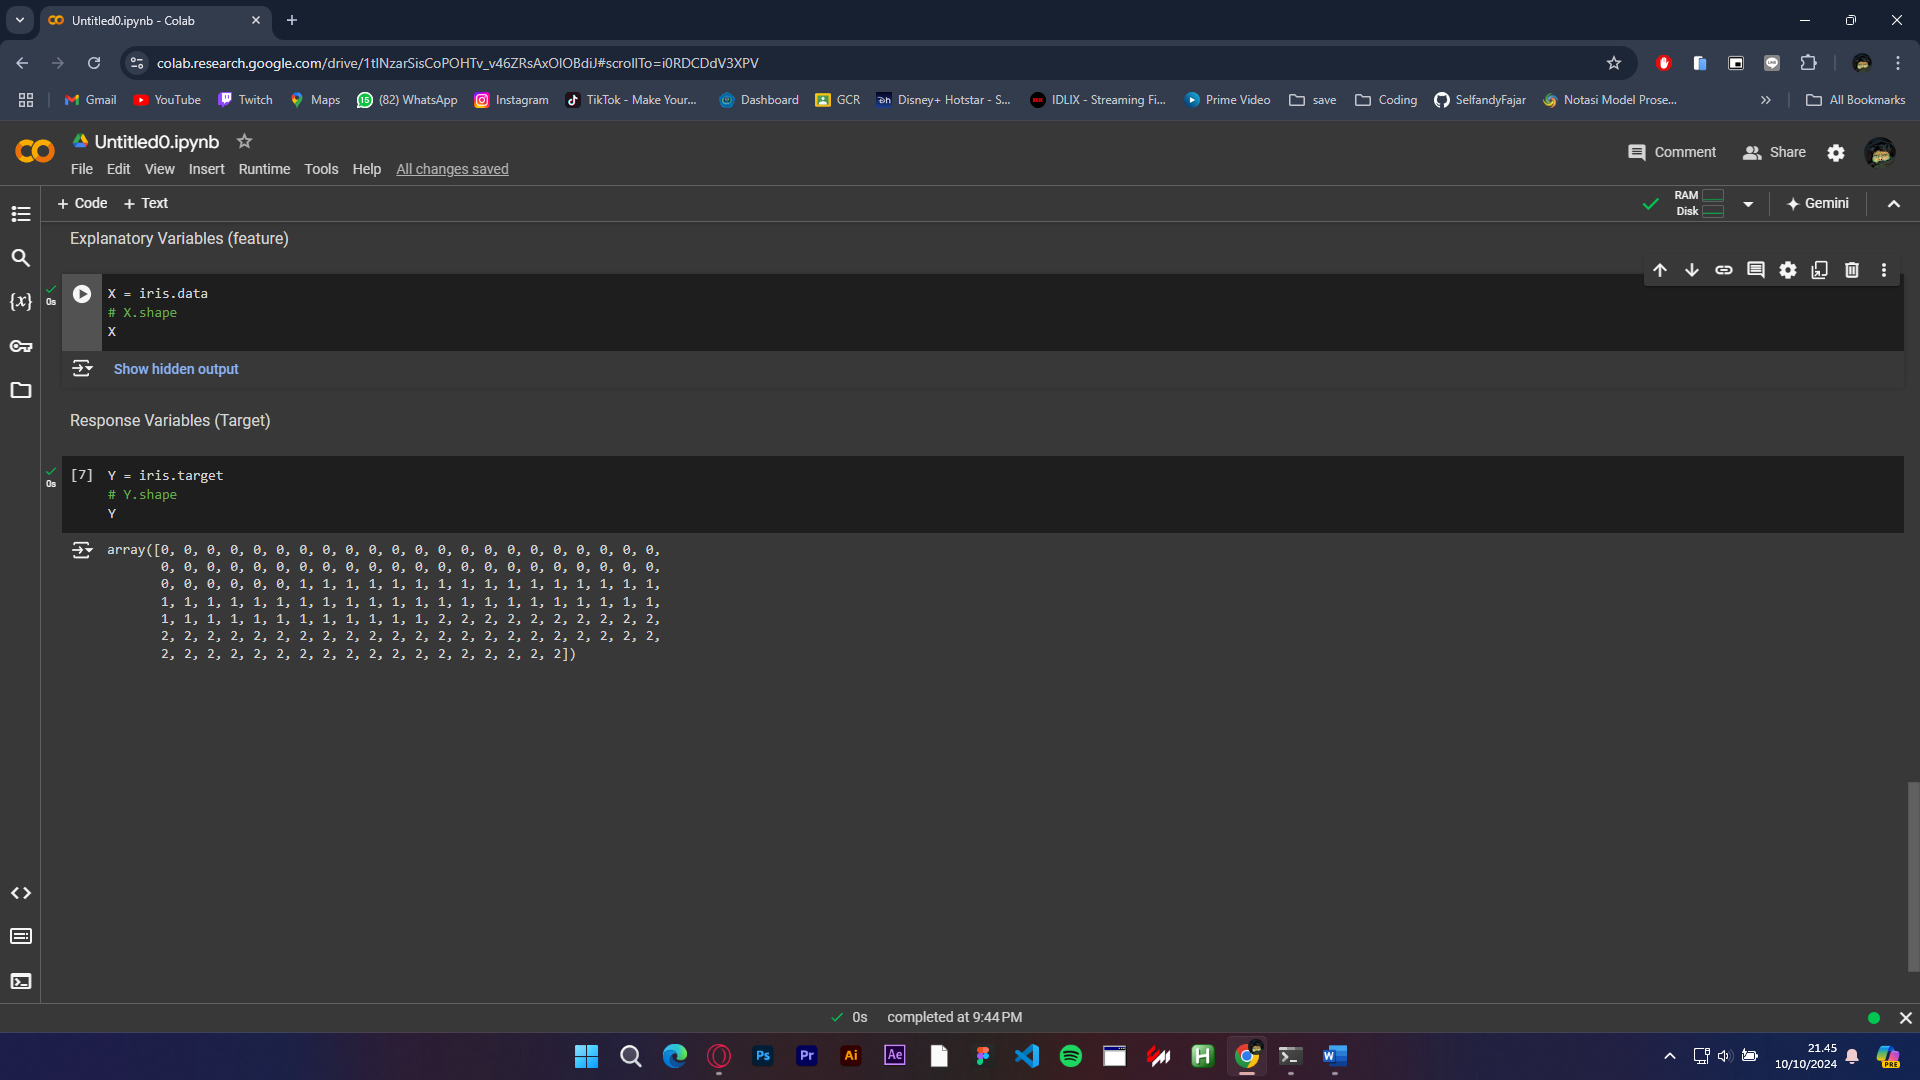 Untitled0.ipynb - Colab
colab.research.google.com/drive/1tlNzarSisCoPOHTv_v46ZRsAxOlOBdiJ#scrollTo=i0RDCDdV3XPV
Gmail YouTube Twitch Maps (82) WhatsApp Instagram TikTok - Make Your... Dashboard GCR Disney+ Hotstar - S... IDLIX - Streaming Fi... Prime Video save Coding SelfandyFajar Notasi Model Prose... All Bookmarks
Untitled0.ipynb
Comment Share
File Edit View Insert Runtime Tools Help All changes saved
+ Code + Text
RAM
Disk
Gemini
Explanatory Variables (feature)
0s
X = iris.data
# X.shape
X
Show hidden output
Response Variables (Target)
0s
[7] Y = iris.target
# Y.shape
Y
array([0, 0, 0, 0, 0, 0, 0, 0, 0, 0, 0, 0, 0, 0, 0, 0, 0, 0, 0, 0, 0, 0,
0, 0, 0, 0, 0, 0, 0, 0, 0, 0, 0, 0, 0, 0, 0, 0, 0, 0, 0, 0, 0, 0,
0, 0, 0, 0, 0, 0, 1, 1, 1, 1, 1, 1, 1, 1, 1, 1, 1, 1, 1, 1, 1, 1,
1, 1, 1, 1, 1, 1, 1, 1, 1, 1, 1, 1, 1, 1, 1, 1, 1, 1, 1, 1, 1, 1,
1, 1, 1, 1, 1, 1, 1, 1, 1, 1, 1, 1, 2, 2, 2, 2, 2, 2, 2, 2, 2, 2,
2, 2, 2, 2, 2, 2, 2, 2, 2, 2, 2, 2, 2, 2, 2, 2, 2, 2, 2, 2, 2, 2,
2, 2, 2, 2, 2, 2, 2, 2, 2, 2, 2, 2, 2, 2, 2, 2, 2, 2])
0s completed at 9:44 PM
Ps Pr Ai Ae
21.45
10/10/2024
PRE